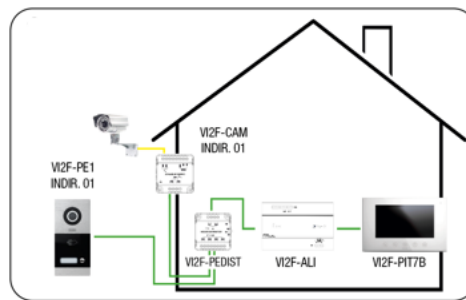 VI2F-CAM
INDIR. 01
VI2F-PE1
INDIR. 01
VI2F-PEDIST
VI2F-ALI
VI2F-PIT7B